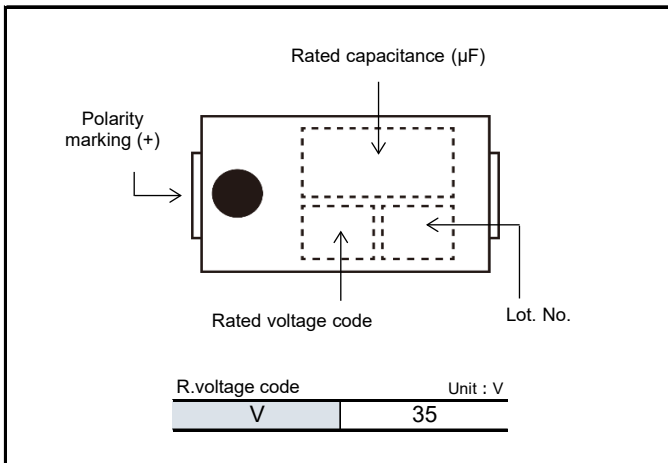 Rated capacitance (µF)
Polarity
marking (+)
Rated voltage code
Lot. No.
R.voltage code Unit : V
V 35